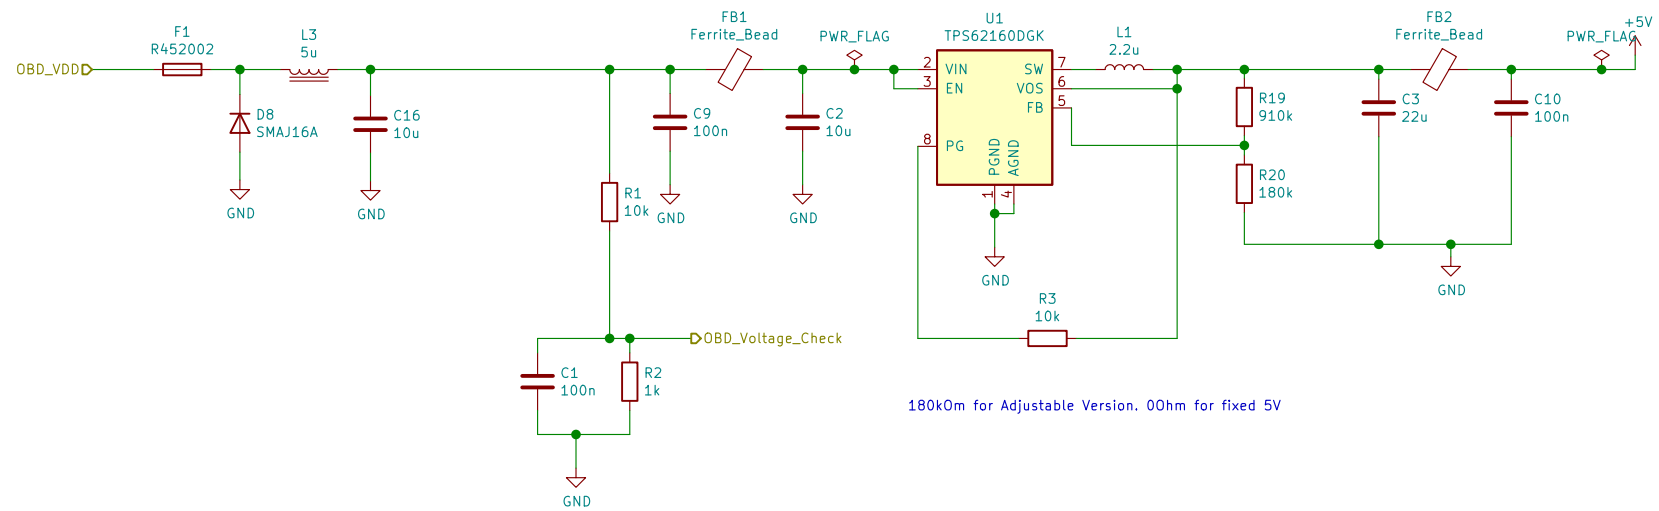 OBD_VDD
F1
R452002
L3
5u
D8
SMAJ16A
GND
C16
10u
GND
R1
10k
C9
100n
GND
FB1
Ferrite_Bead
C2
10u
GND
PWR_FLAG
U1
TPS62160DGK
2 VIN
3 EN
8 PG
SW 7
VOS 6
FB 5
PGND 1
AGND 4
GND
L1
2.2u
R19
910k
R20
180k
C3
22u
FB2
Ferrite_Bead
C10
100n
GND
PWR_FLAG
+5V
R3
10k
OBD_Voltage_Check
C1
100n
R2
1k
GND
180kOm for Adjustable Version, 0Ohm for fixed 5V